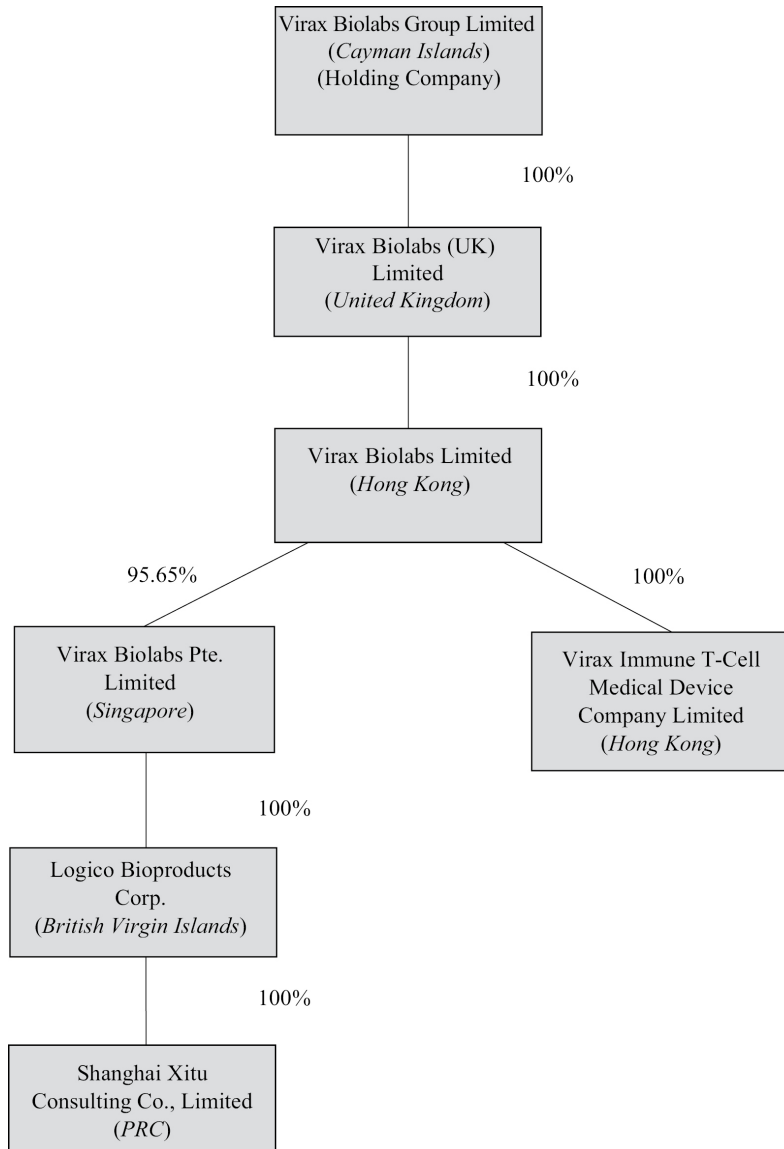 Virax Biolabs Group Limited
(Cayman Islands)
(Holding Company)
100%
Virax Biolabs (UK)
Limited
(United Kingdom)
100%
Virax Biolabs Limited
(Hong Kong)
95.65%
100%
Virax Biolabs Pte.
Limited
(Singapore)
Virax Immune T-Cell
Medical Device
Company Limited
(Hong Kong)
100%
Logico Bioproducts
Corp.
(British Virgin Islands)
100%
Shanghai Xitu
Consulting Co., Limited
(PRC)